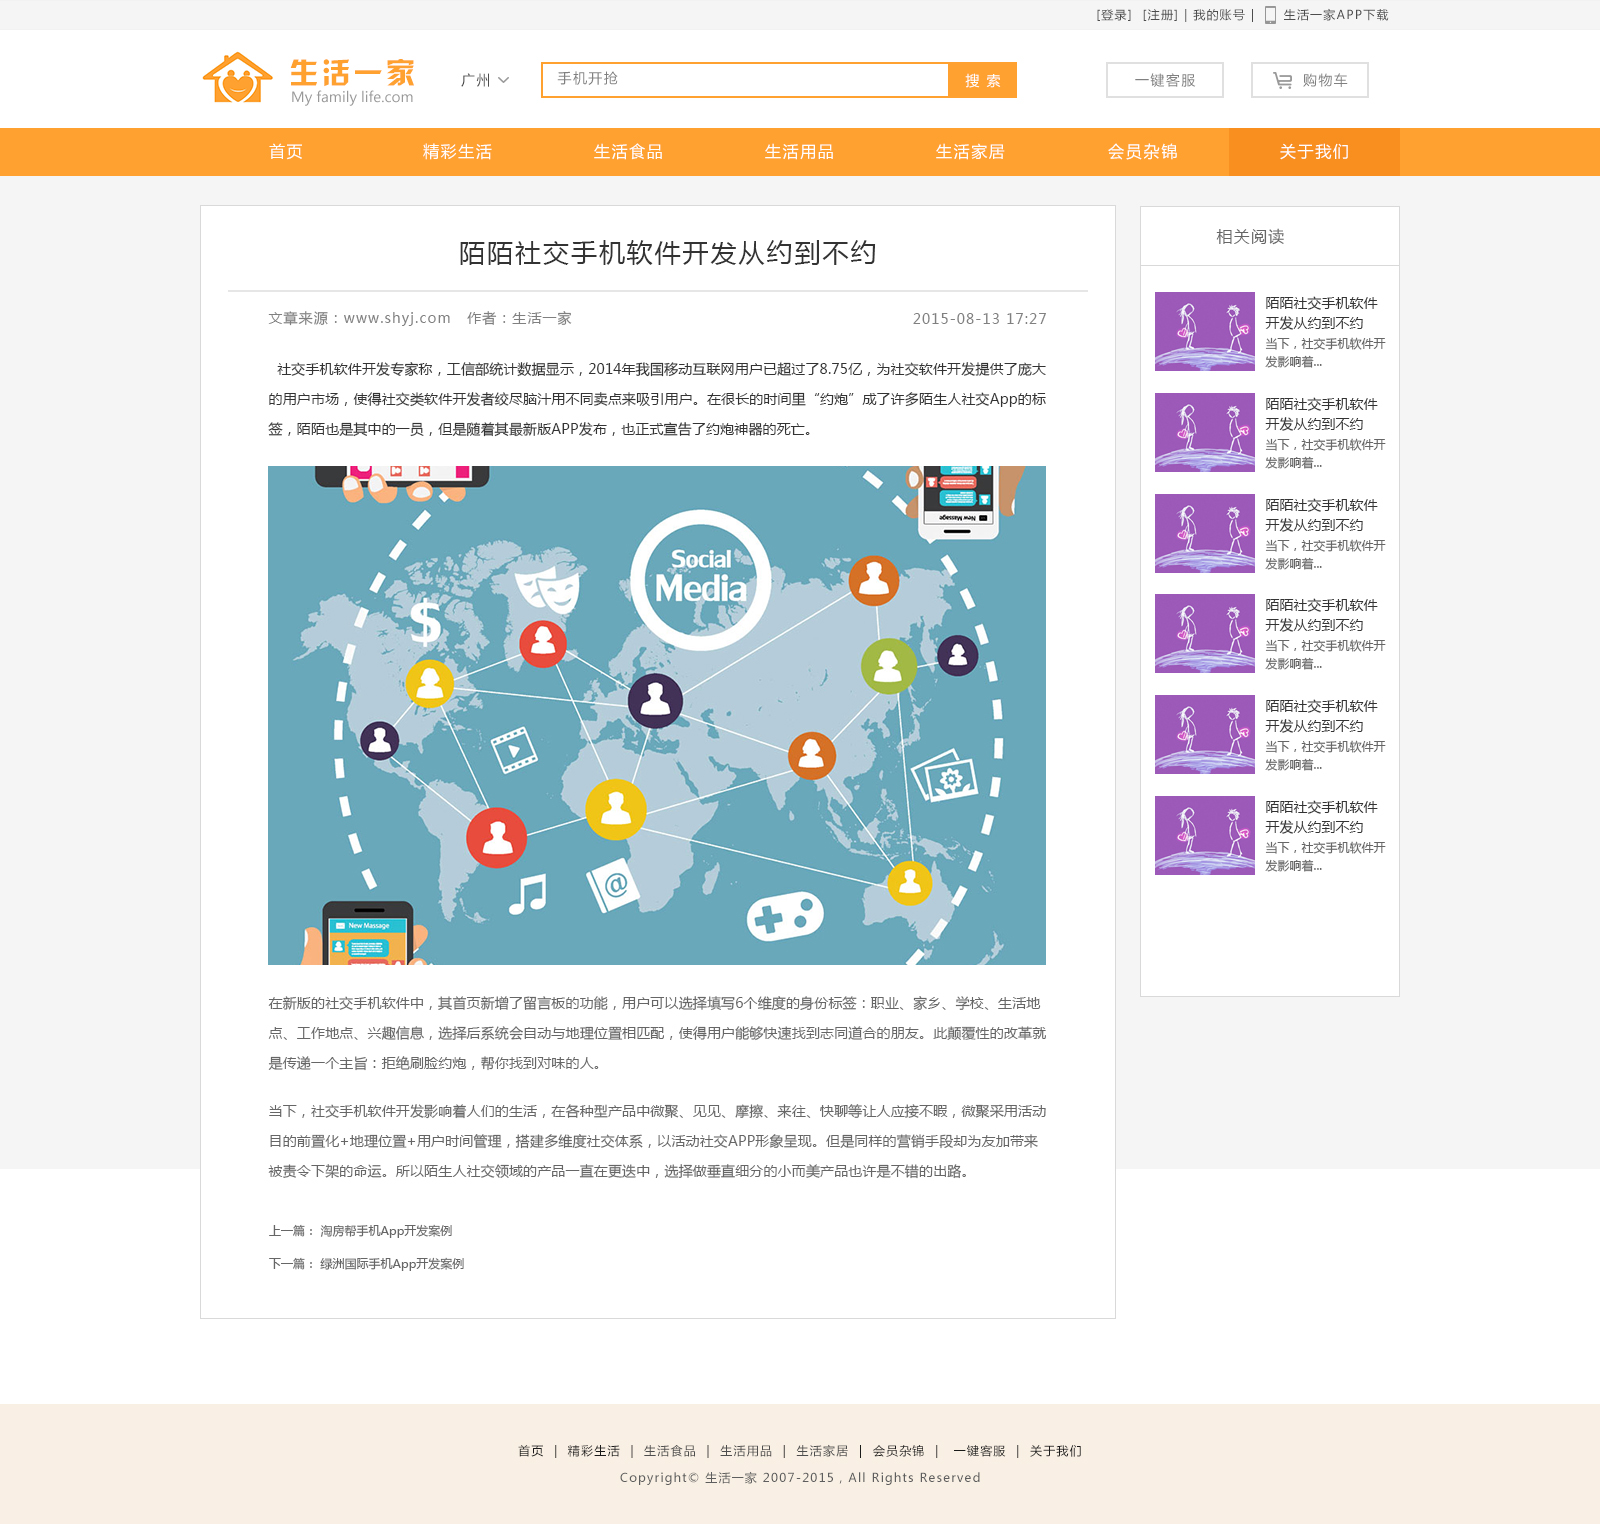 [登录] [注册] | 我的账号 | 生活一家APP下载
生活一家
My family life.com
广州
手机开抢
搜 索
一键客服
购物车
首页 精彩生活 生活食品 生活用品 生活家居 会员杂锦 关于我们
陌陌社交手机软件开发从约到不约
文章来源：www.shyj.com 作者：生活一家 2015-08-13 17:27
社交手机软件开发专家称，工信部统计数据显示，2014年我国移动互联网用户已超过了8.75亿，为社交软件开发提供了庞大
的用户市场，使得社交类软件开发者绞尽脑汁用不同卖点来吸引用户。在很长的时间里“约炮”成了许多陌生人社交App的标
签，陌陌也是其中的一员，但是随着其最新版APP发布，也正式宣告了约炮神器的死亡。
New Massage
Social
Media
$
@
New Massage
在新版的社交手机软件中，其首页新增了留言板的功能，用户可以选择填写6个维度的身份标签：职业、家乡、学校、生活地
点、工作地点、兴趣信息，选择后系统会自动与地理位置相匹配，使得用户能够快速找到志同道合的朋友。此颠覆性的改革就
是传递一个主旨：拒绝刷脸约炮，帮你找到对味的人。
当下，社交手机软件开发影响着人们的生活，在各种型产品中微聚、见见、摩擦、来往、快聊等让人应接不暇，微聚采用活动
目的前置化+地理位置+用户时间管理，搭建多维度社交体系，以活动社交APP形象呈现。但是同样的营销手段却为友加带来
被责令下架的命运。所以陌生人社交领域的产品一直在更迭中，选择做垂直细分的小而美产品也许是不错的出路。
上一篇： 淘房帮手机App开发案例
下一篇： 绿洲国际手机App开发案例
相关阅读
陌陌社交手机软件
开发从约到不约
当下，社交手机软件开
发影响着...
陌陌社交手机软件
开发从约到不约
当下，社交手机软件开
发影响着...
陌陌社交手机软件
开发从约到不约
当下，社交手机软件开
发影响着...
陌陌社交手机软件
开发从约到不约
当下，社交手机软件开
发影响着...
陌陌社交手机软件
开发从约到不约
当下，社交手机软件开
发影响着...
陌陌社交手机软件
开发从约到不约
当下，社交手机软件开
发影响着...
首页 | 精彩生活 | 生活食品 | 生活用品 | 生活家居 | 会员杂锦 | 一键客服 | 关于我们
Copyright© 生活一家 2007-2015，All Rights Reserved